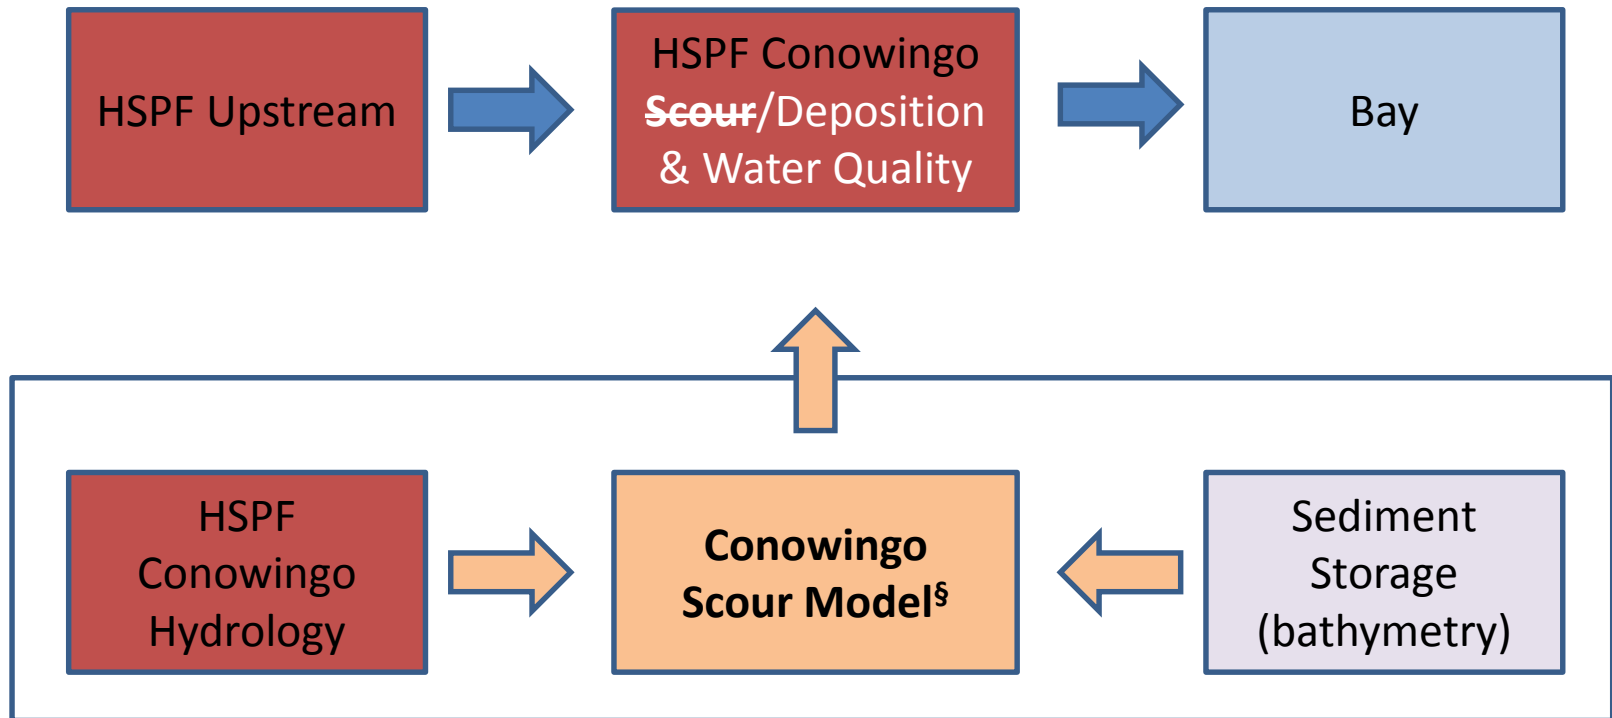 HSPF Upstream
HSPF Conowingo
Scour/Deposition
& Water Quality
Bay
HSPF
Conowingo
Hydrology
Conowingo
Scour Model§
Sediment
Storage
(bathymetry)